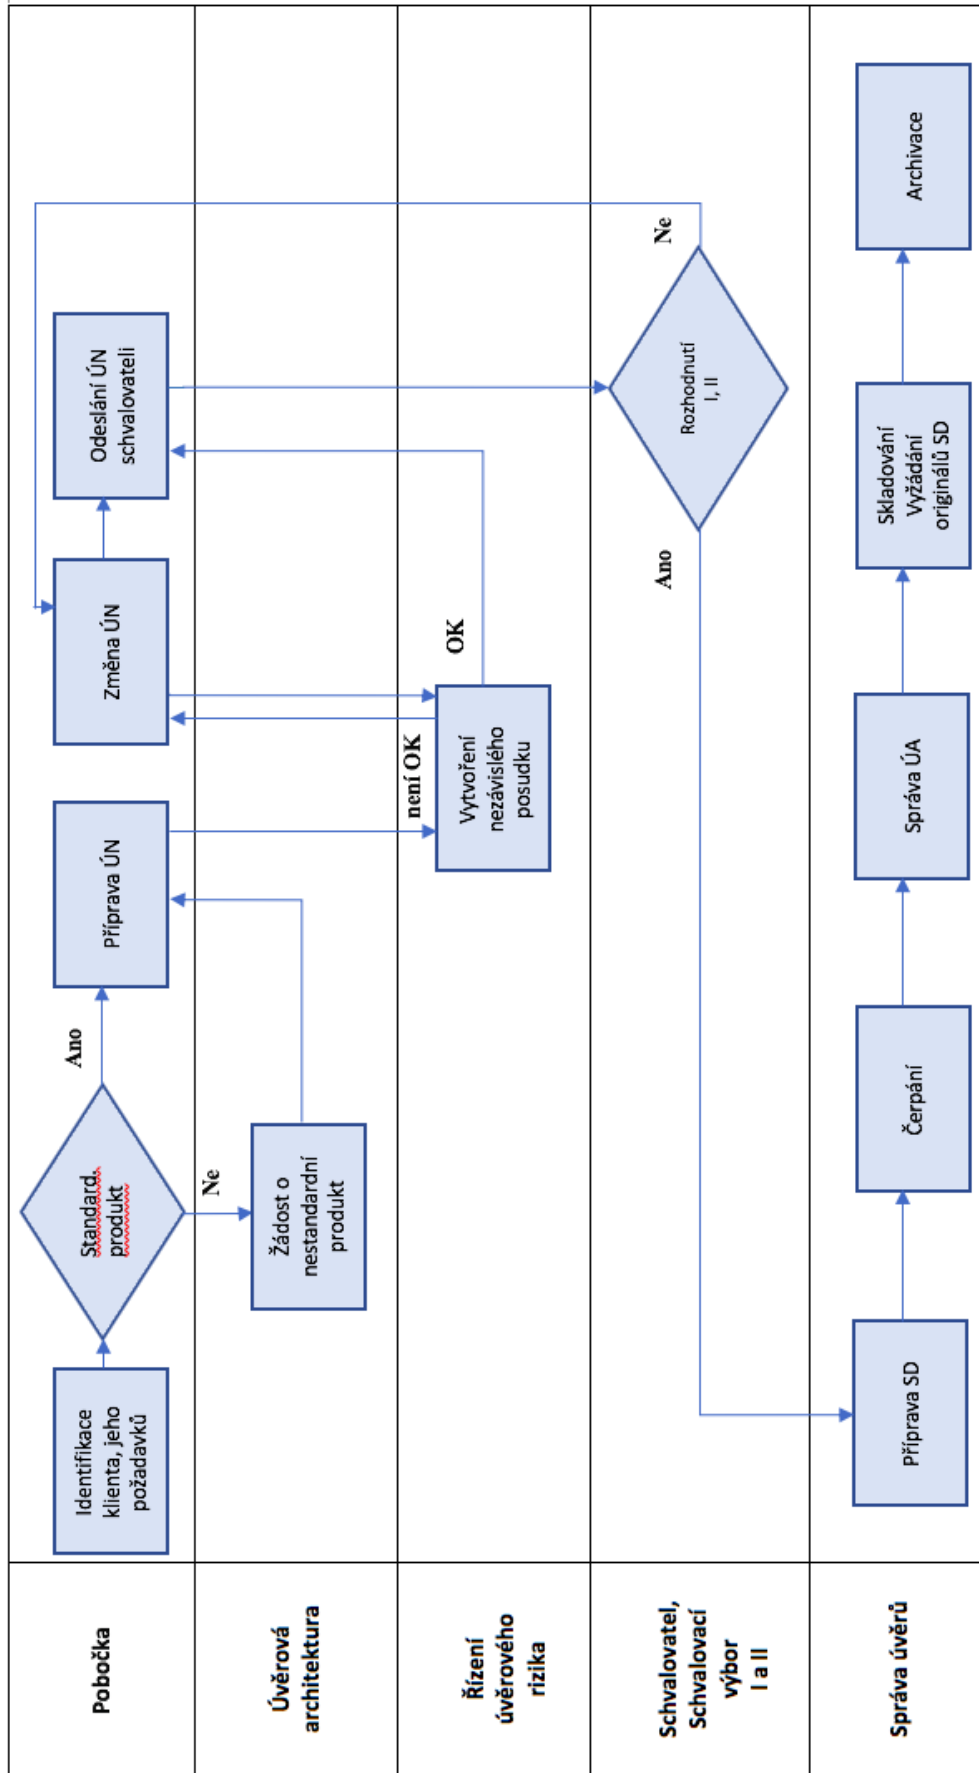 Pobočka
Identifikace
klienta, jeho
požadavků
Standard.
produkt
Ano
Ne
Příprava ÚN
Změna ÚN
Odeslání ÚN
schvalovateli
Úvěrová
architektura
Žádost o
nestandardní
produkt
Řízení
úvěrového
rizika
není OK
Vytvoření
nezávislého
posudku
OK
Schvalovatel,
Schvalovací
výbor
I a II
Ano
Rozhodnutí
I, II
Ne
Správa úvěrů
Příprava SD
Čerpání
Správa ÚA
Skladování
Vyžádání
originálů SD
Archivace